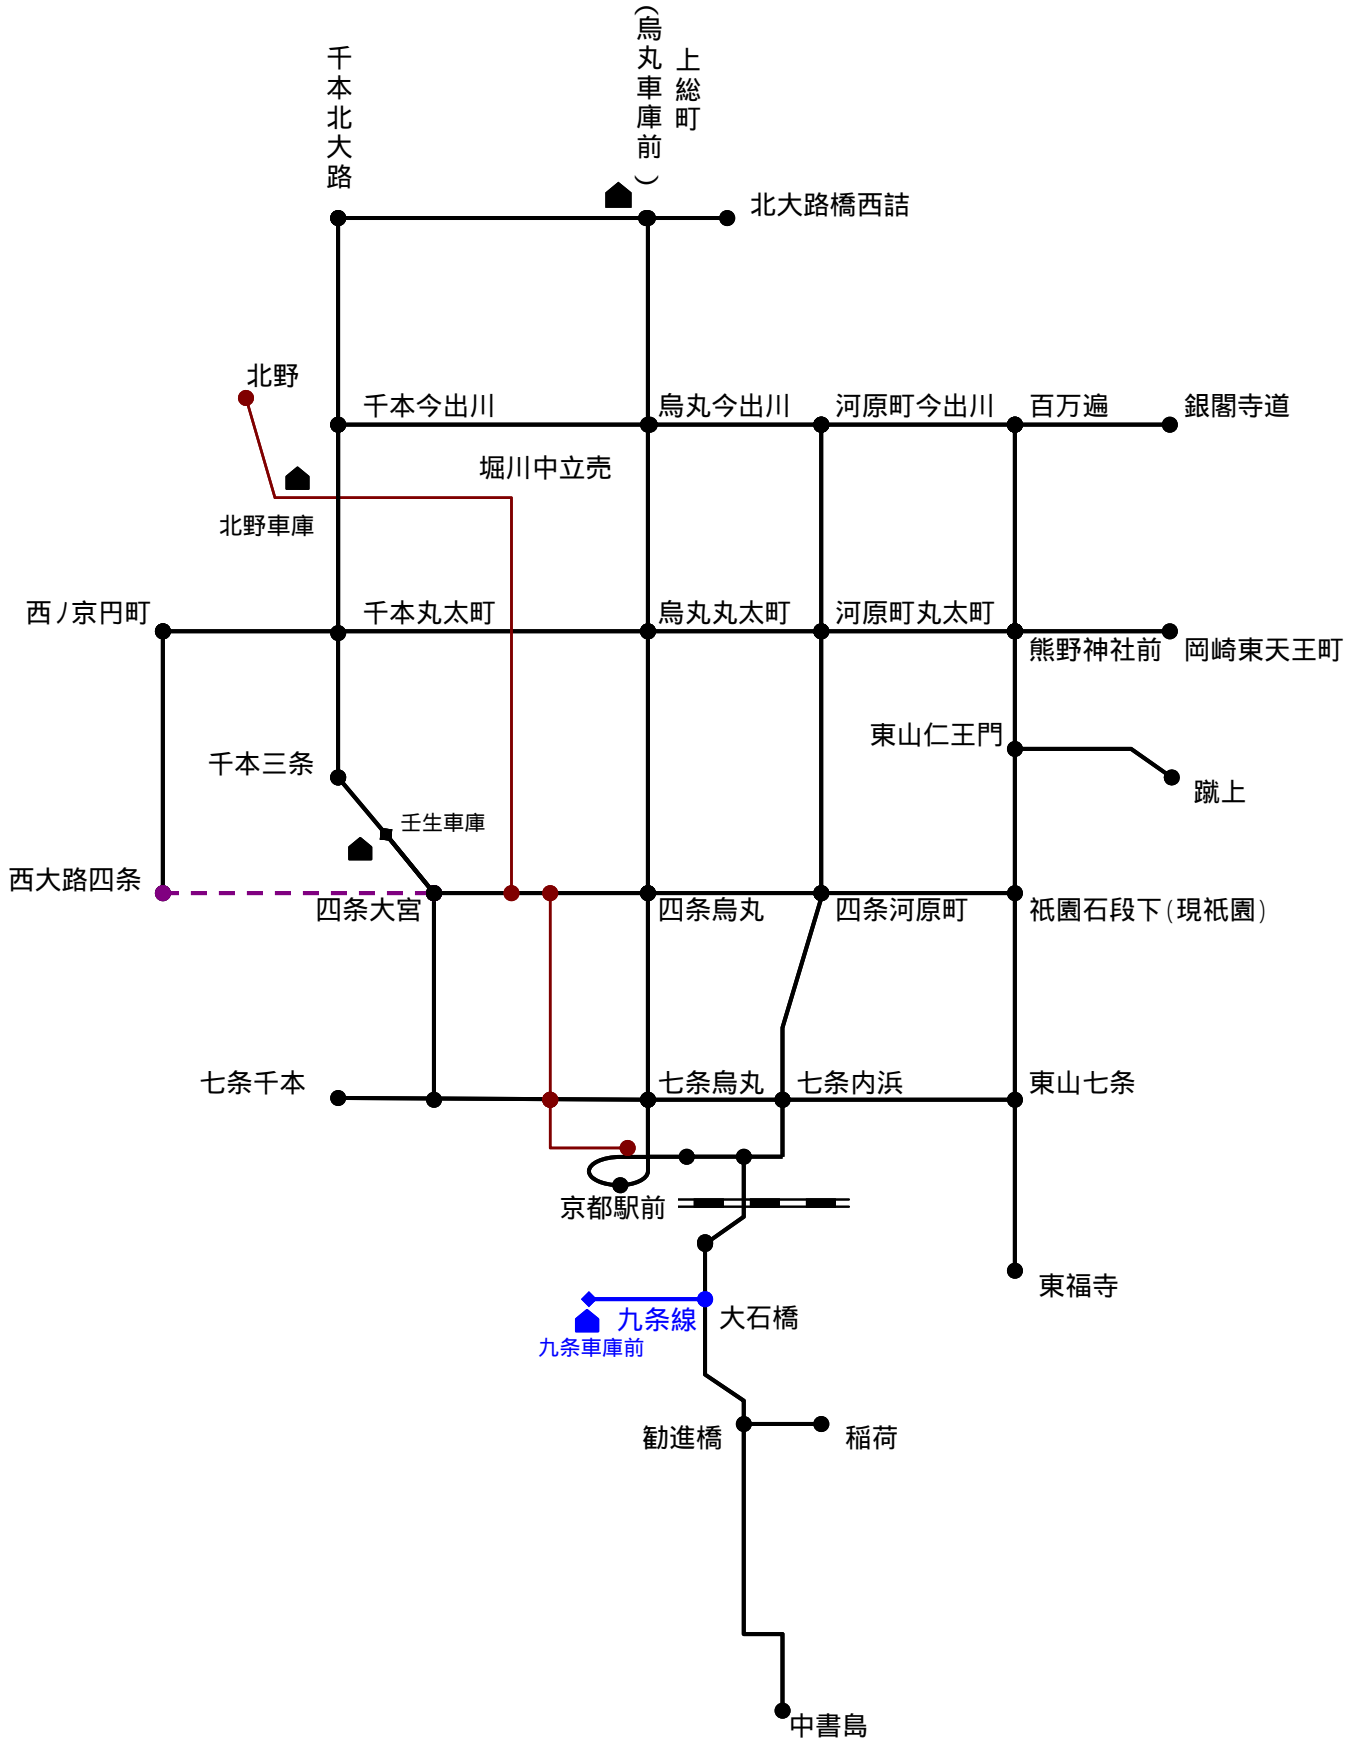 千本北大路
上総町
(烏丸車庫前)
北大路橋西詰
北野
千本今出川
烏丸今出川
河原町今出川
百万遍
銀閣寺道
堀川中立売
北野車庫
西ノ京円町
千本丸太町
烏丸丸太町
河原町丸太町
熊野神社前
岡崎東天王町
東山仁王門
千本三条
蹴上
壬生車庫
西大路四条
四条大宮
四条烏丸
四条河原町
祇園石段下(現祇園)
七条千本
七条烏丸
七条内浜
東山七条
京都駅前
東福寺
九条線
大石橋
九条車庫前
勧進橋
稲荷
中書島